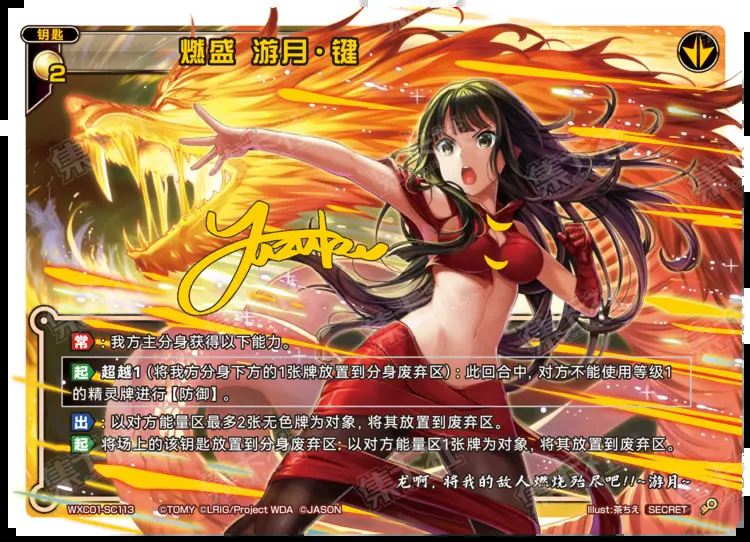 钥匙
2
燃盛 游月·键
Yuzuki
常：我方主分身获得以下能力。
起 超越1（将我方分身下方的1张牌放置到分身废弃区）：此回合中，对方不能使用等级1
的精灵牌进行【防御】。
出：以对方能量区最多2张无色牌为对象，将其放置到废弃区。
起 将场上的该钥匙放置到分身废弃区：以对方能量区1张牌为对象，将其放置到废弃区。
龙啊，将我的敌人燃烧殆尽吧!!~游月~
WXC01-SC113 ©TOMY ©LRIG/Project WDA ©JASON Illust:茶ちえ SECRET